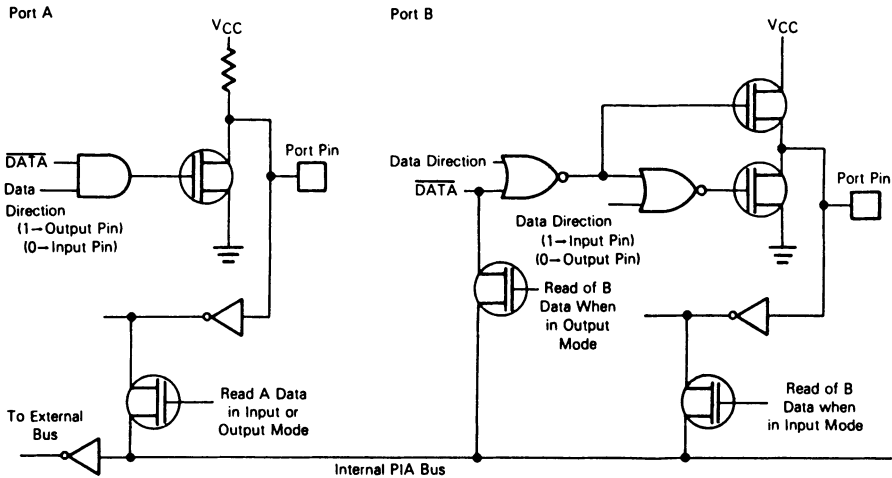 Port A
VCC
DATA
Data
Direction
(1→Output Pin)
(0→Input Pin)
Port Pin
Read A Data
in Input or
Output Mode
To External
Bus
Internal PIA Bus
Port B
VCC
Data Direction
DATA
Data Direction
(1→Input Pin)
(0→Output Pin)
Port Pin
Read of B
Data When
in Output
Mode
Read of B
Data when
in Input Mode